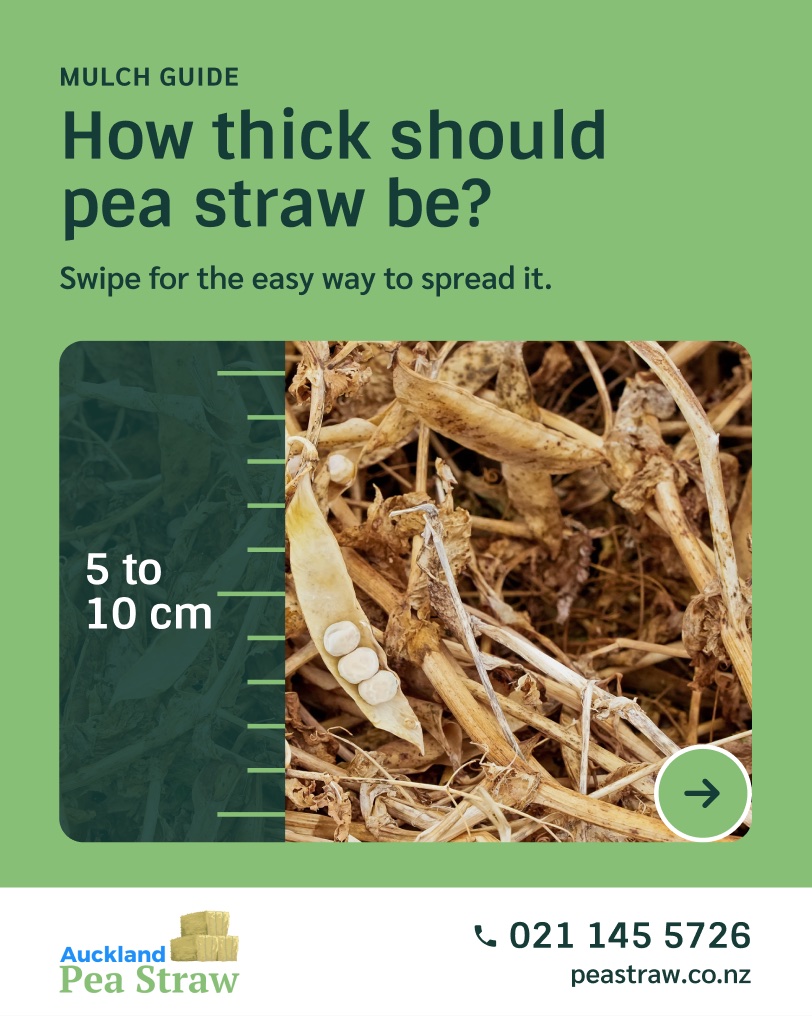 MULCH GUIDE
How thick should
pea straw be?
Swipe for the easy way to spread it.
5 to
10 cm
Auckland
Pea Straw
021 145 5726
peastraw.co.nz